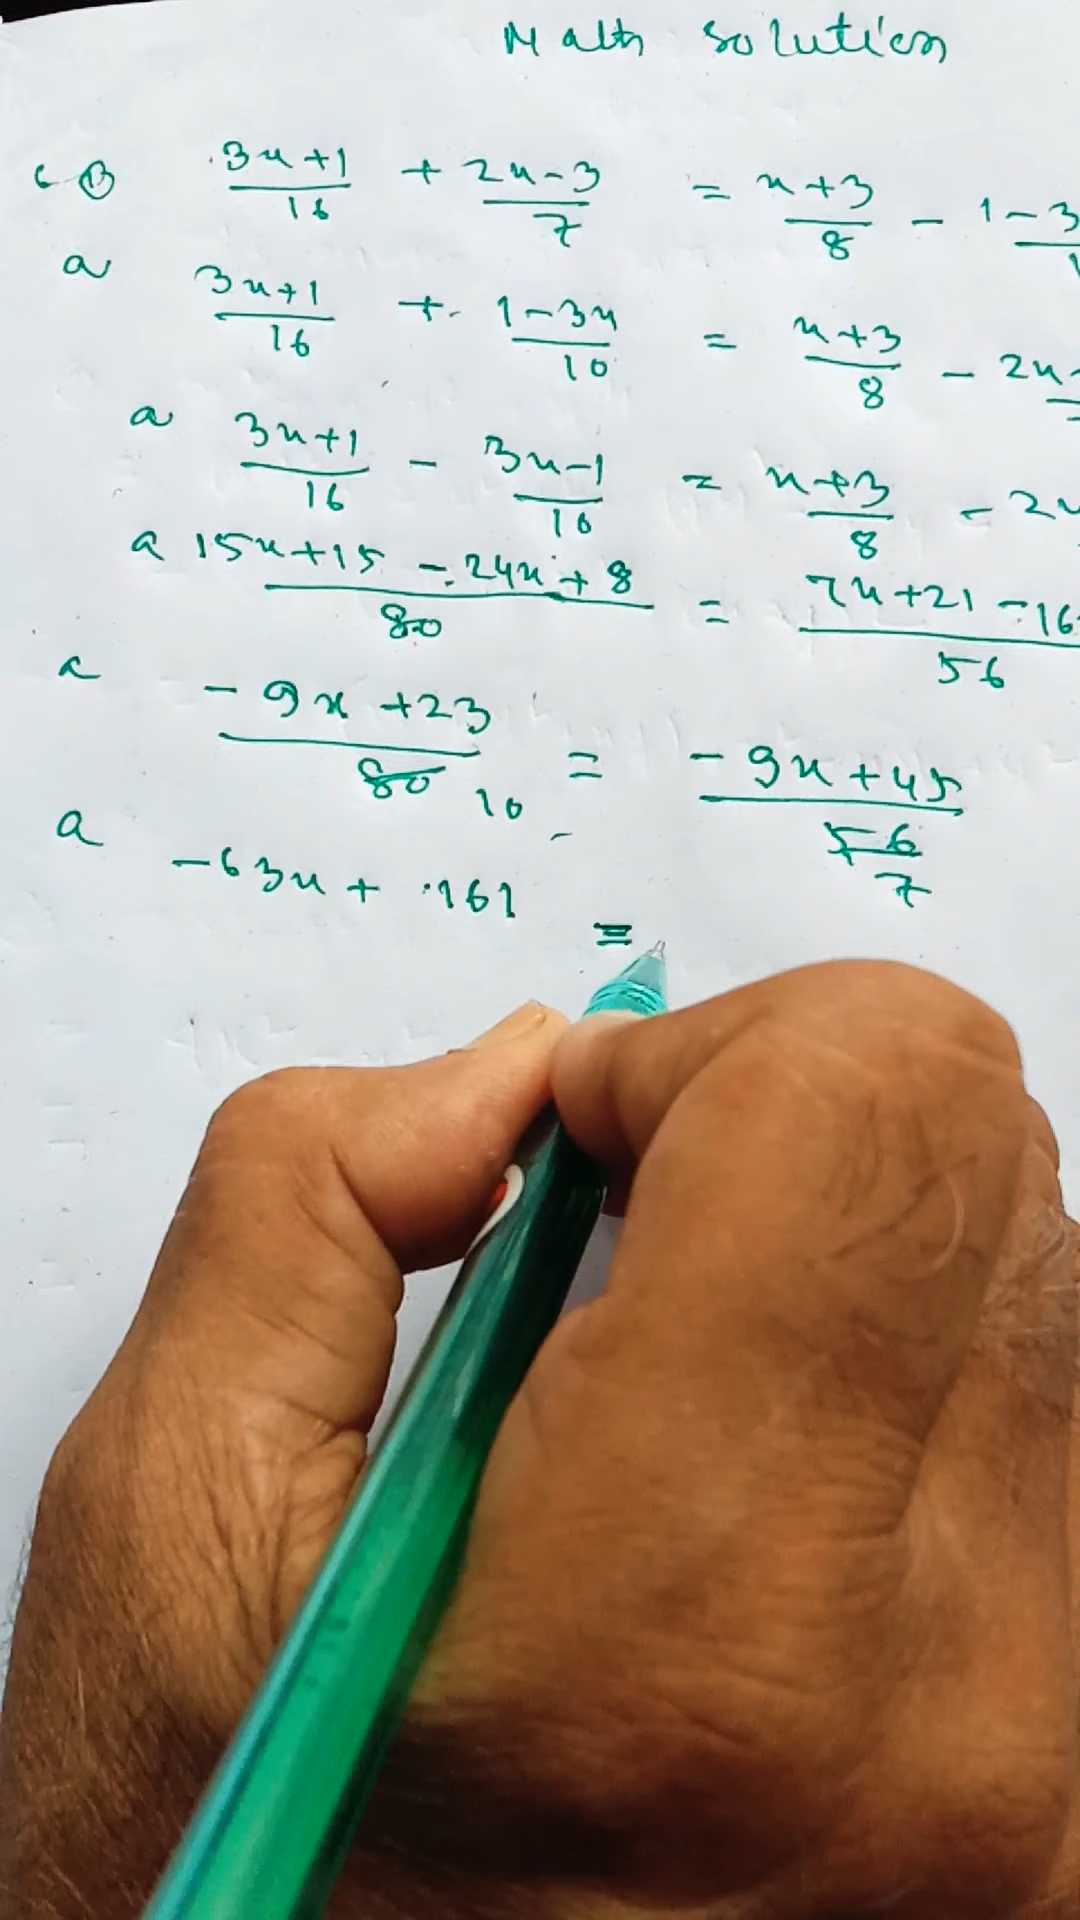 Math solution
6 ① 3x+1/16 + 2x-3/7 = x+3/8 - 1-3
a 3x+1/16 + 1-3x/10 = x+3/8 - 2x-
a 3x+1/16 - 3x-1/10 = x+3/8 - 2x
a 15x+15 - 24x+8/80 = 7x+21-16/56
a -9x+23/80 10 = -9x+45/56 7
a -63x + 161 =